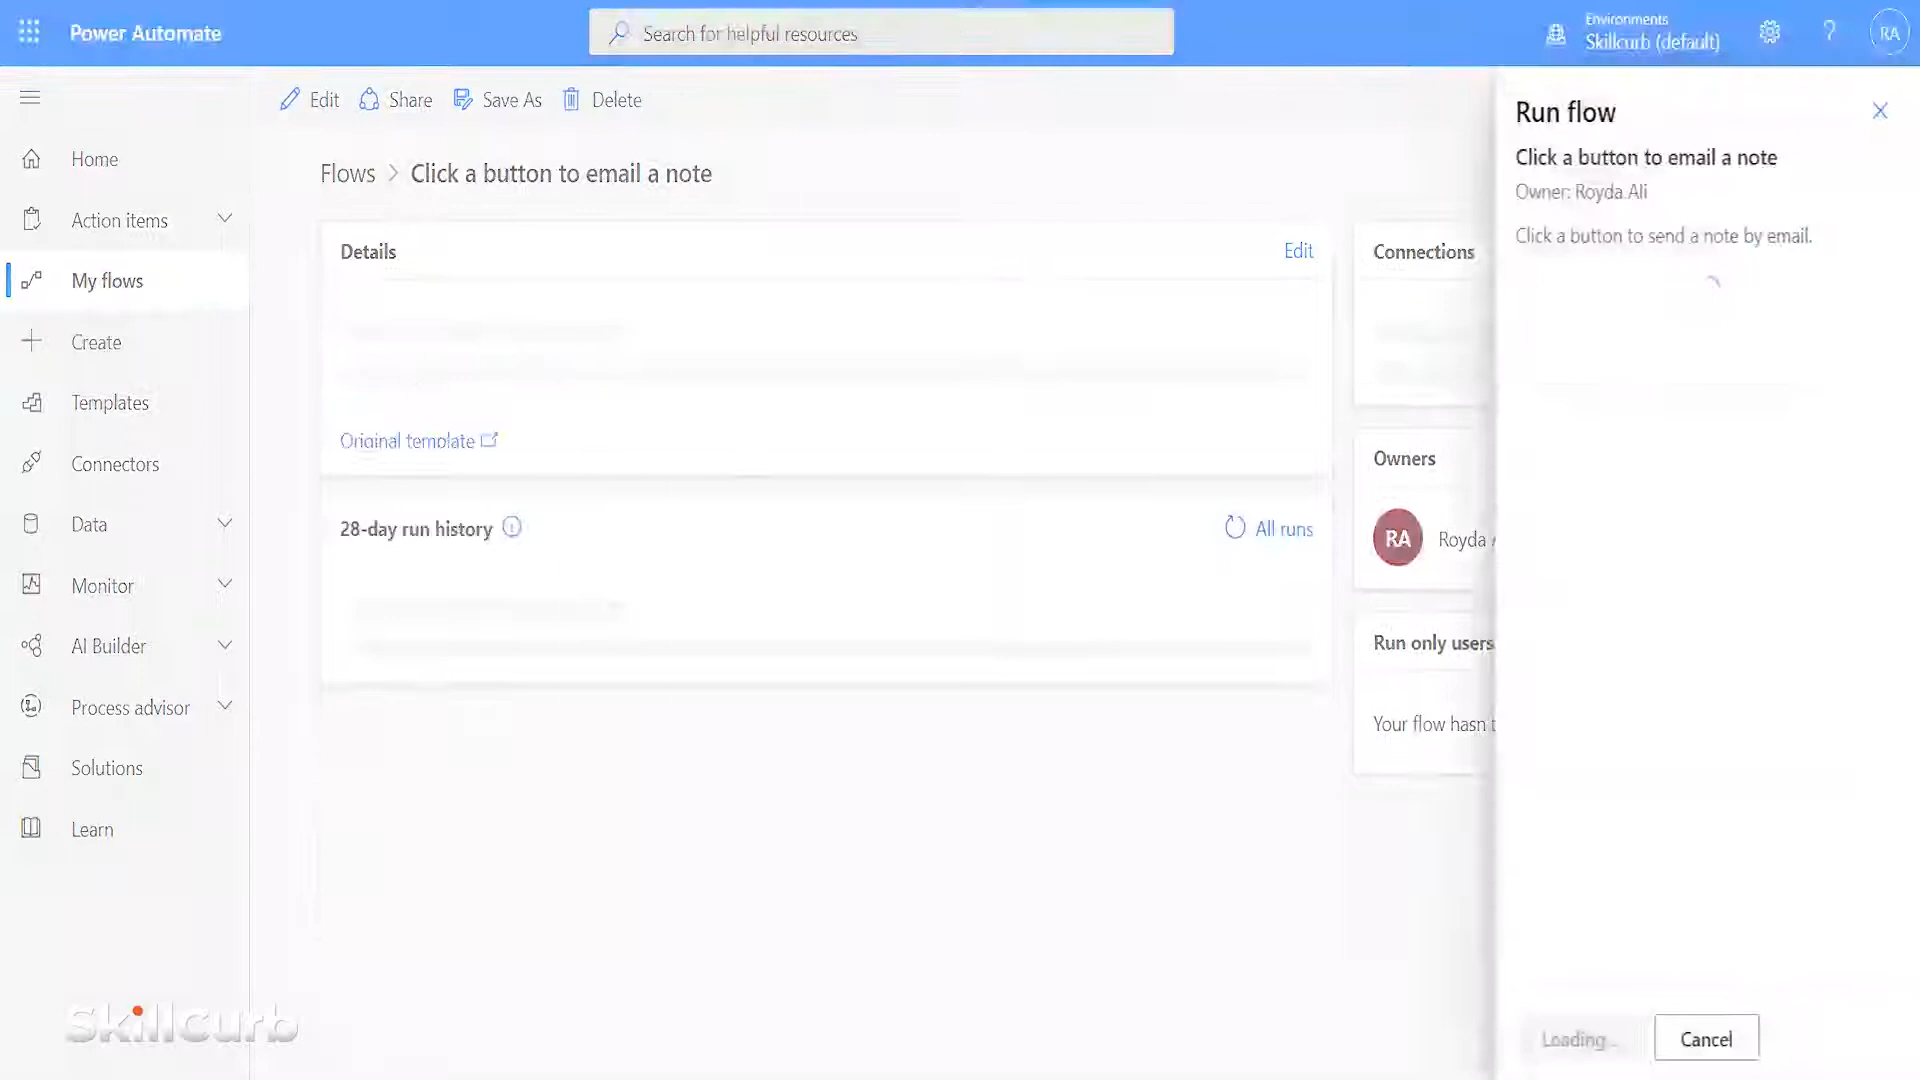 Power Automate
Search for helpful resources
Environments
Skillcurb (default)
?
RA
Edit
Share
Save As
Delete
Home
Action items
My flows
Create
Templates
Connectors
Data
Monitor
AI Builder
Process advisor
Solutions
Learn
Flows > Click a button to email a note
Details
Edit
Original template
28-day run history
All runs
Connections
Owners
RA
Royda
Run only users
Your flow hasn t
Run flow
Click a button to email a note
Owner: Royda Ali
Click a button to send a note by email.
Loading...
Cancel
Skillcurb